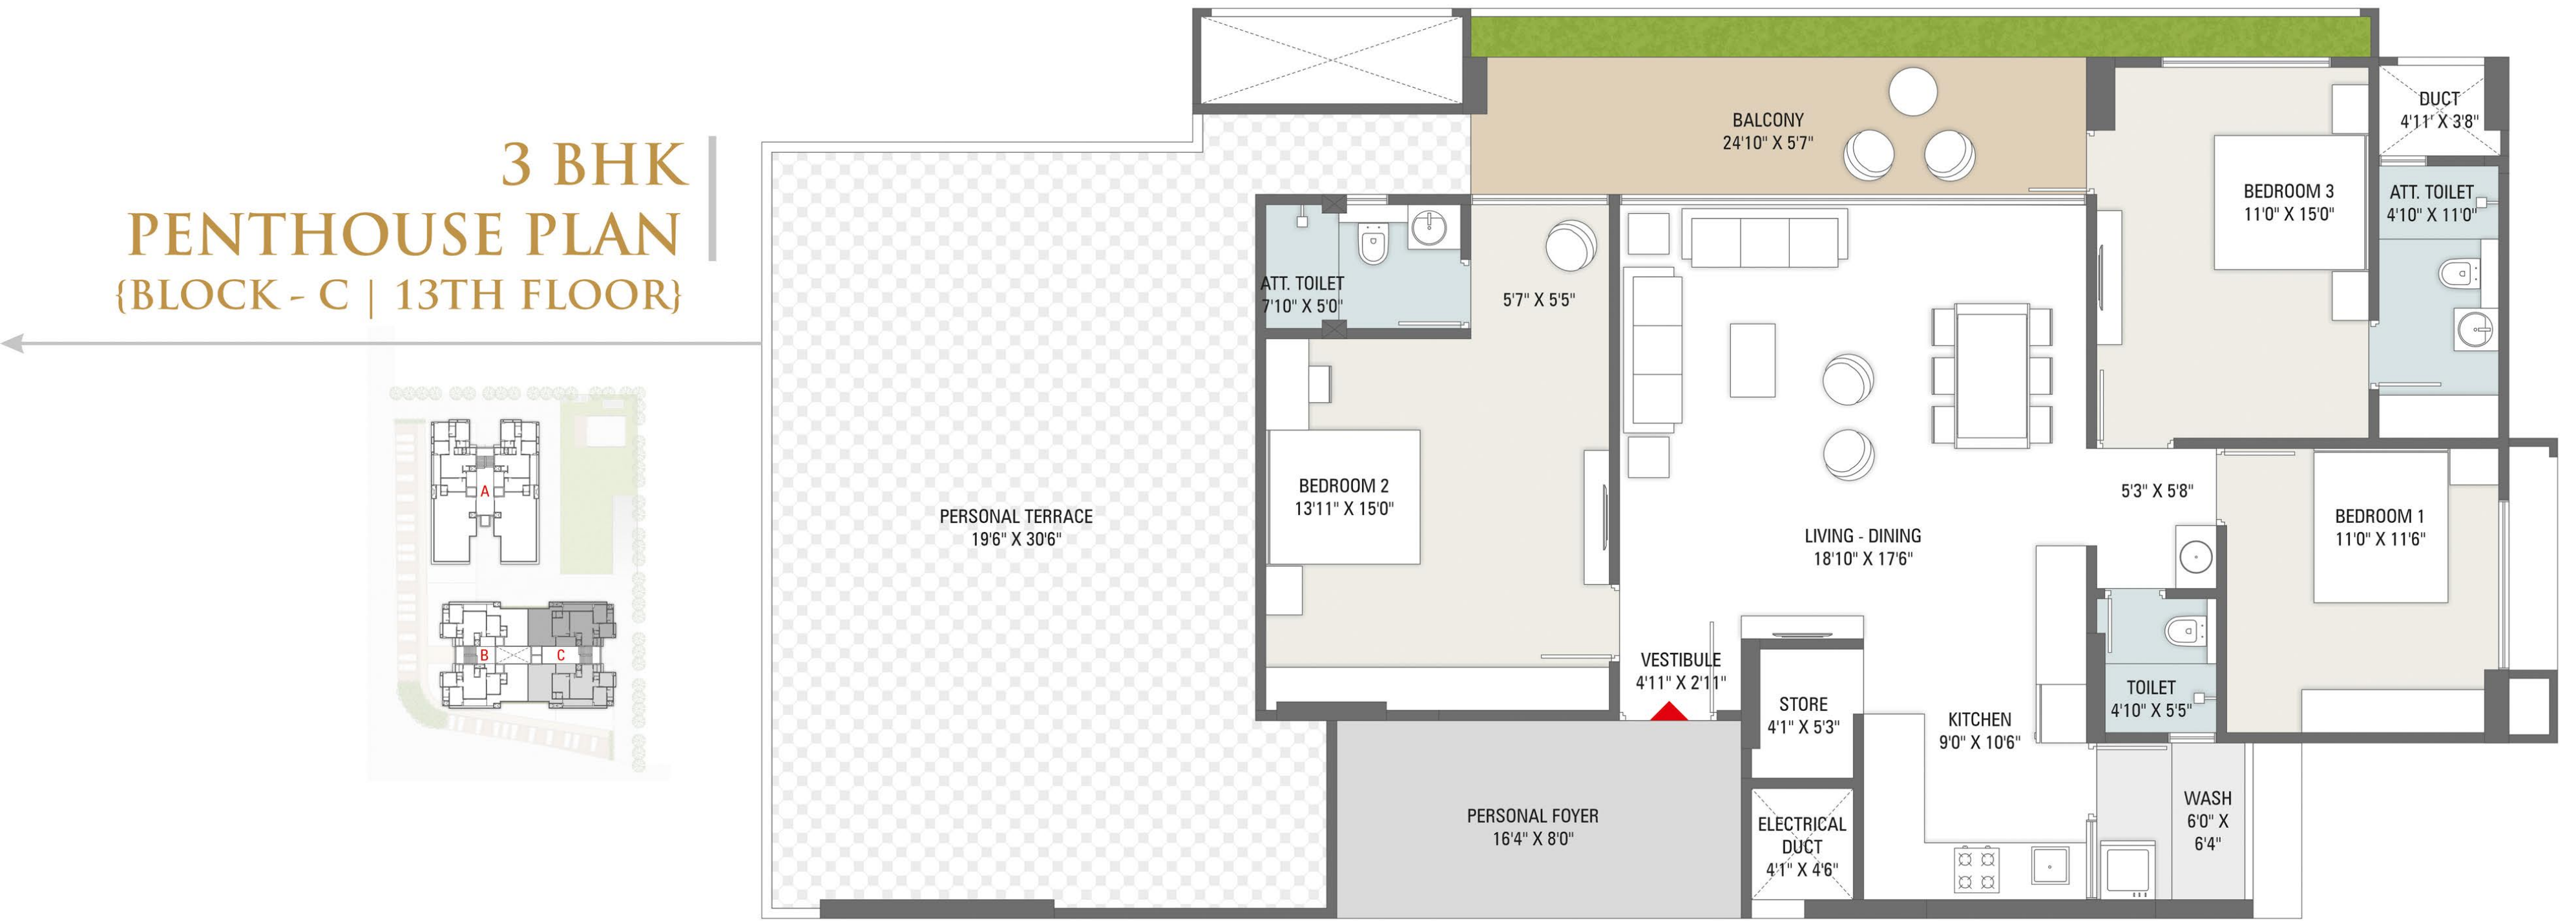 3 BHK
PENTHOUSE PLAN
{BLOCK - C | 13TH FLOOR}
A
B
C
BALCONY
24'10" X 5'7"
DUCT
4'11' X 3'8"
BEDROOM 3
11'0" X 15'0"
ATT. TOILET
4'10" X 11'0"
ATT. TOILET
7'10" X 5'0"
5'7" X 5'5"
BEDROOM 2
13'11" X 15'0"
PERSONAL TERRACE
19'6" X 30'6"
LIVING - DINING
18'10" X 17'6"
5'3" X 5'8"
BEDROOM 1
11'0" X 11'6"
VESTIBULE
4'11" X 2'11"
STORE
4'1" X 5'3"
KITCHEN
9'0" X 10'6"
TOILET
4'10" X 5'5"
PERSONAL FOYER
16'4" X 8'0"
ELECTRICAL
DUCT
4'1" X 4'6"
WASH
6'0" X
6'4"